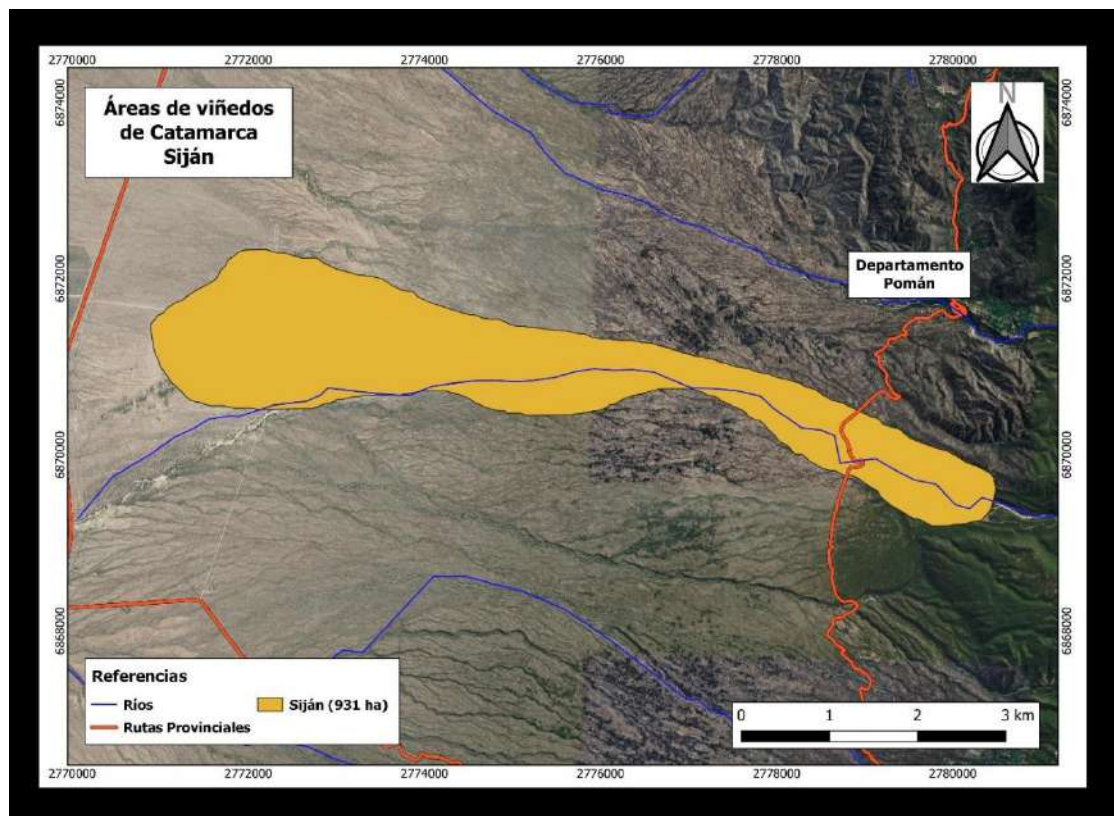 2770000 2772000 2774000 2776000 2778000 2780000
6874000
6872000
6870000
6868000
Áreas de viñedos
de Catamarca
Siján
N
6874000
6872000
6870000
6868000
Departamento
Pomán
Referencias
Ríos
Siján (931 ha)
Rutas Provinciales
0 1 2 3 km
2770000 2772000 2774000 2776000 2778000 2780000